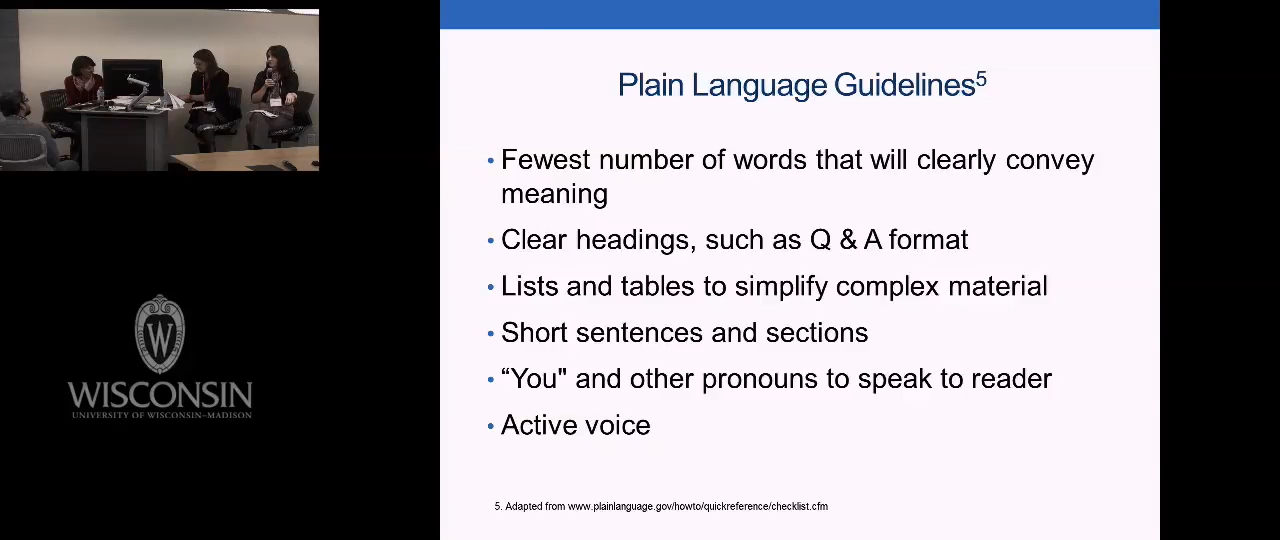 Plain Language Guidelines5
• Fewest number of words that will clearly convey
meaning
• Clear headings, such as Q & A format
• Lists and tables to simplify complex material
• Short sentences and sections
• “You" and other pronouns to speak to reader
• Active voice
5. Adapted from www.plainlanguage.gov/howto/quickreference/checklist.cfm
W
WISCONSIN
UNIVERSITY OF WISCONSIN–MADISON